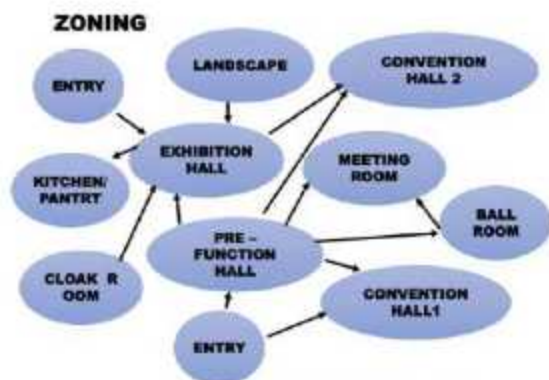 ZONING
ENTRY
LANDSCAPE
CONVENTION
HALL 2
EXHIBITION
HALL
MEETING
ROOM
KITCHEN/
PANTRT
BALL
ROOM
PRE –
FUNCTION
HALL
CLOAK R
OOM
CONVENTION
HALL1
ENTRY